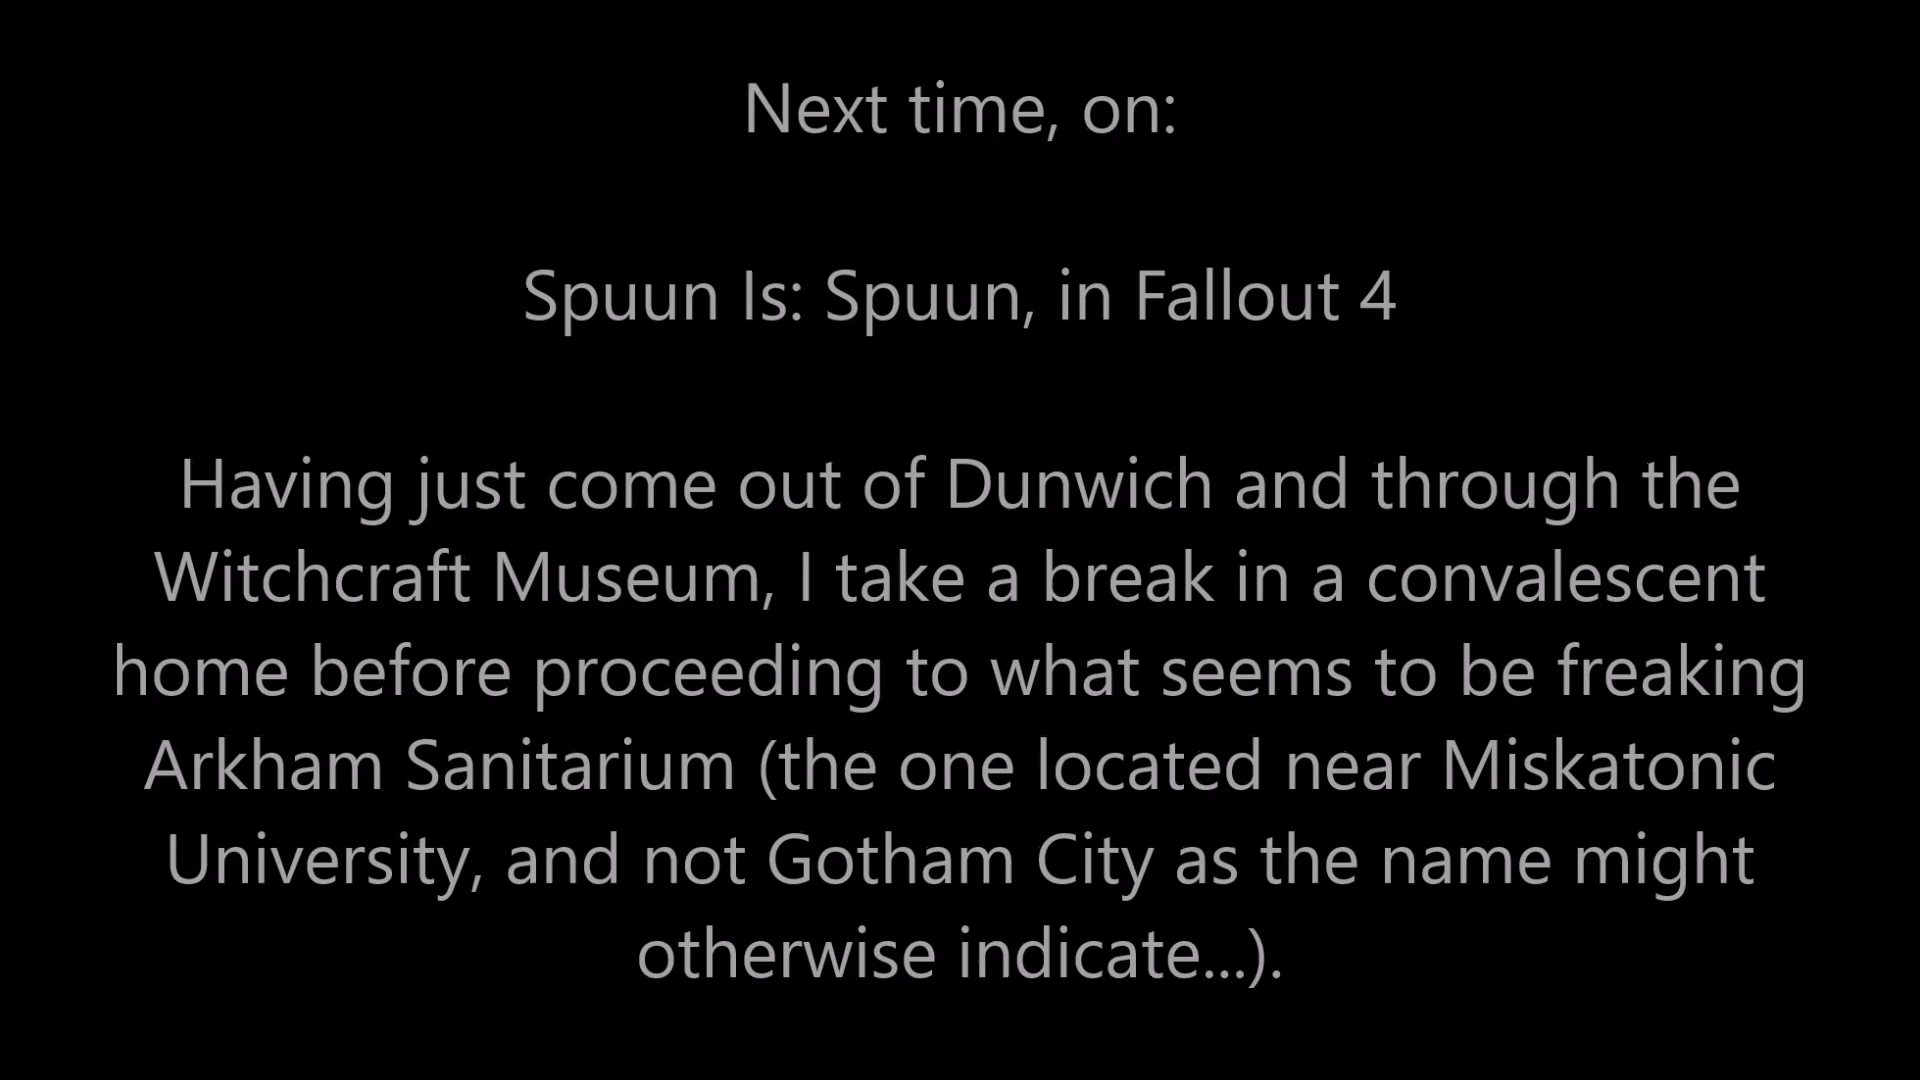 Next time, on:
Spuun Is: Spuun, in Fallout 4
Having just come out of Dunwich and through the
Witchcraft Museum, I take a break in a convalescent
home before proceeding to what seems to be freaking
Arkham Sanitarium (the one located near Miskatonic
University, and not Gotham City as the name might
otherwise indicate...).